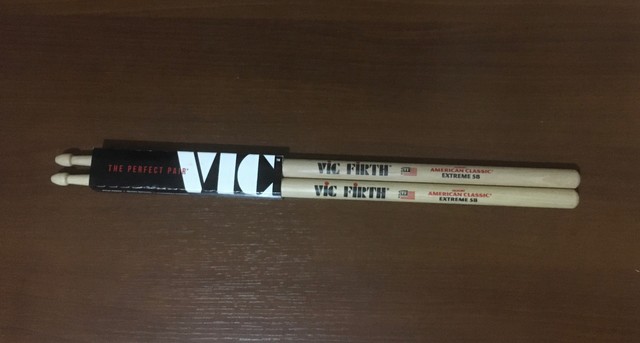 THE PERFECT PAIR
VIC
VIC FIRTH
AMERICAN CLASSIC
EXTREME 5B
VIC FIRTH
AMERICAN CLASSIC
EXTREME 5B